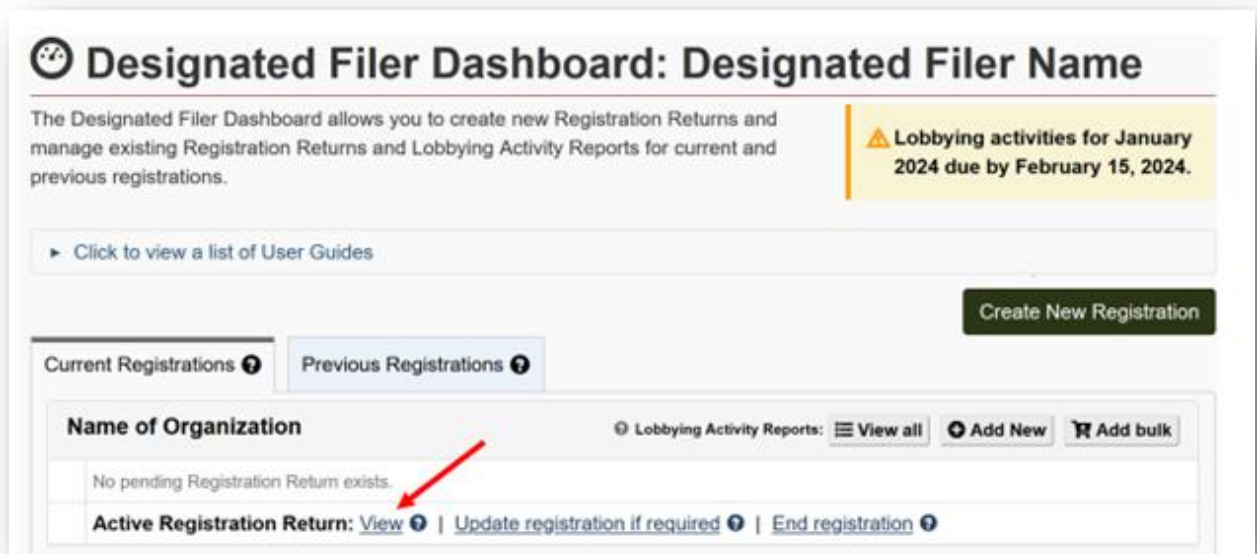 Designated Filer Dashboard: Designated Filer Name
The Designated Filer Dashboard allows you to create new Registration Returns and
manage existing Registration Returns and Lobbying Activity Reports for current and
previous registrations.
Lobbying activities for January
2024 due by February 15, 2024.
► Click to view a list of User Guides
Create New Registration
Current Registrations ? Previous Registrations ?
Name of Organization ? Lobbying Activity Reports: View all Add New Add bulk
No pending Registration Return exists.
Active Registration Return: View ? | Update registration if required ? | End registration ?